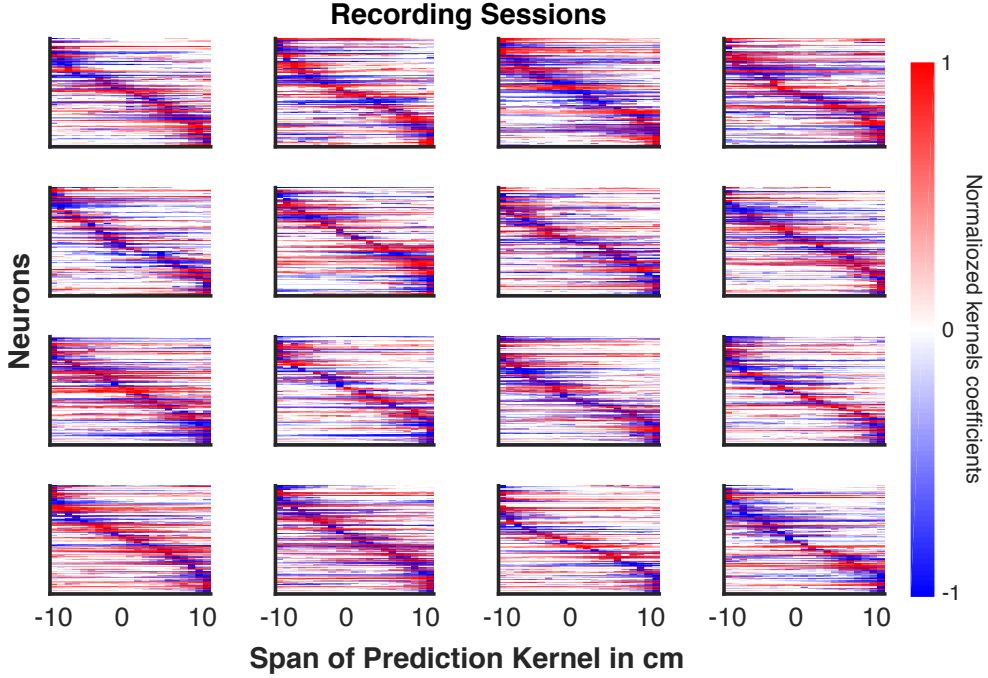 Recording Sessions
Neurons
1
0
-1
Normaliozed kernels coefficients
-10 0 10 -10 0 10 -10 0 10 -10 0 10
Span of Prediction Kernel in cm